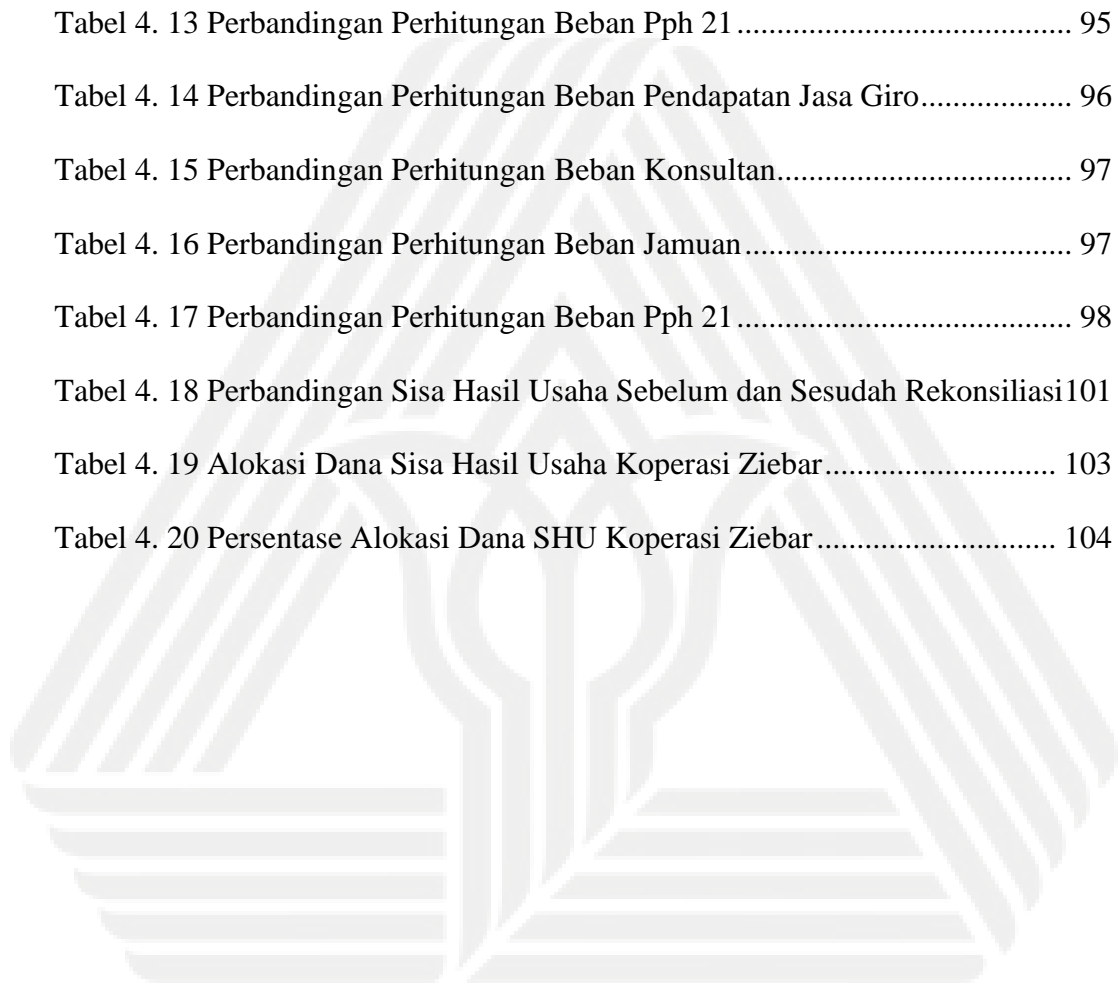 Tabel 4. 13 Perbandingan Perhitungan Beban Pph 21 ........................................ 95
Tabel 4. 14 Perbandingan Perhitungan Beban Pendapatan Jasa Giro................... 96
Tabel 4. 15 Perbandingan Perhitungan Beban Konsultan................................... 97
Tabel 4. 16 Perbandingan Perhitungan Beban Jamuan....................................... 97
Tabel 4. 17 Perbandingan Perhitungan Beban Pph 21 ........................................ 98
Tabel 4. 18 Perbandingan Sisa Hasil Usaha Sebelum dan Sesudah Rekonsiliasi101
Tabel 4. 19 Alokasi Dana Sisa Hasil Usaha Koperasi Ziebar............................ 103
Tabel 4. 20 Persentase Alokasi Dana SHU Koperasi Ziebar ............................. 104